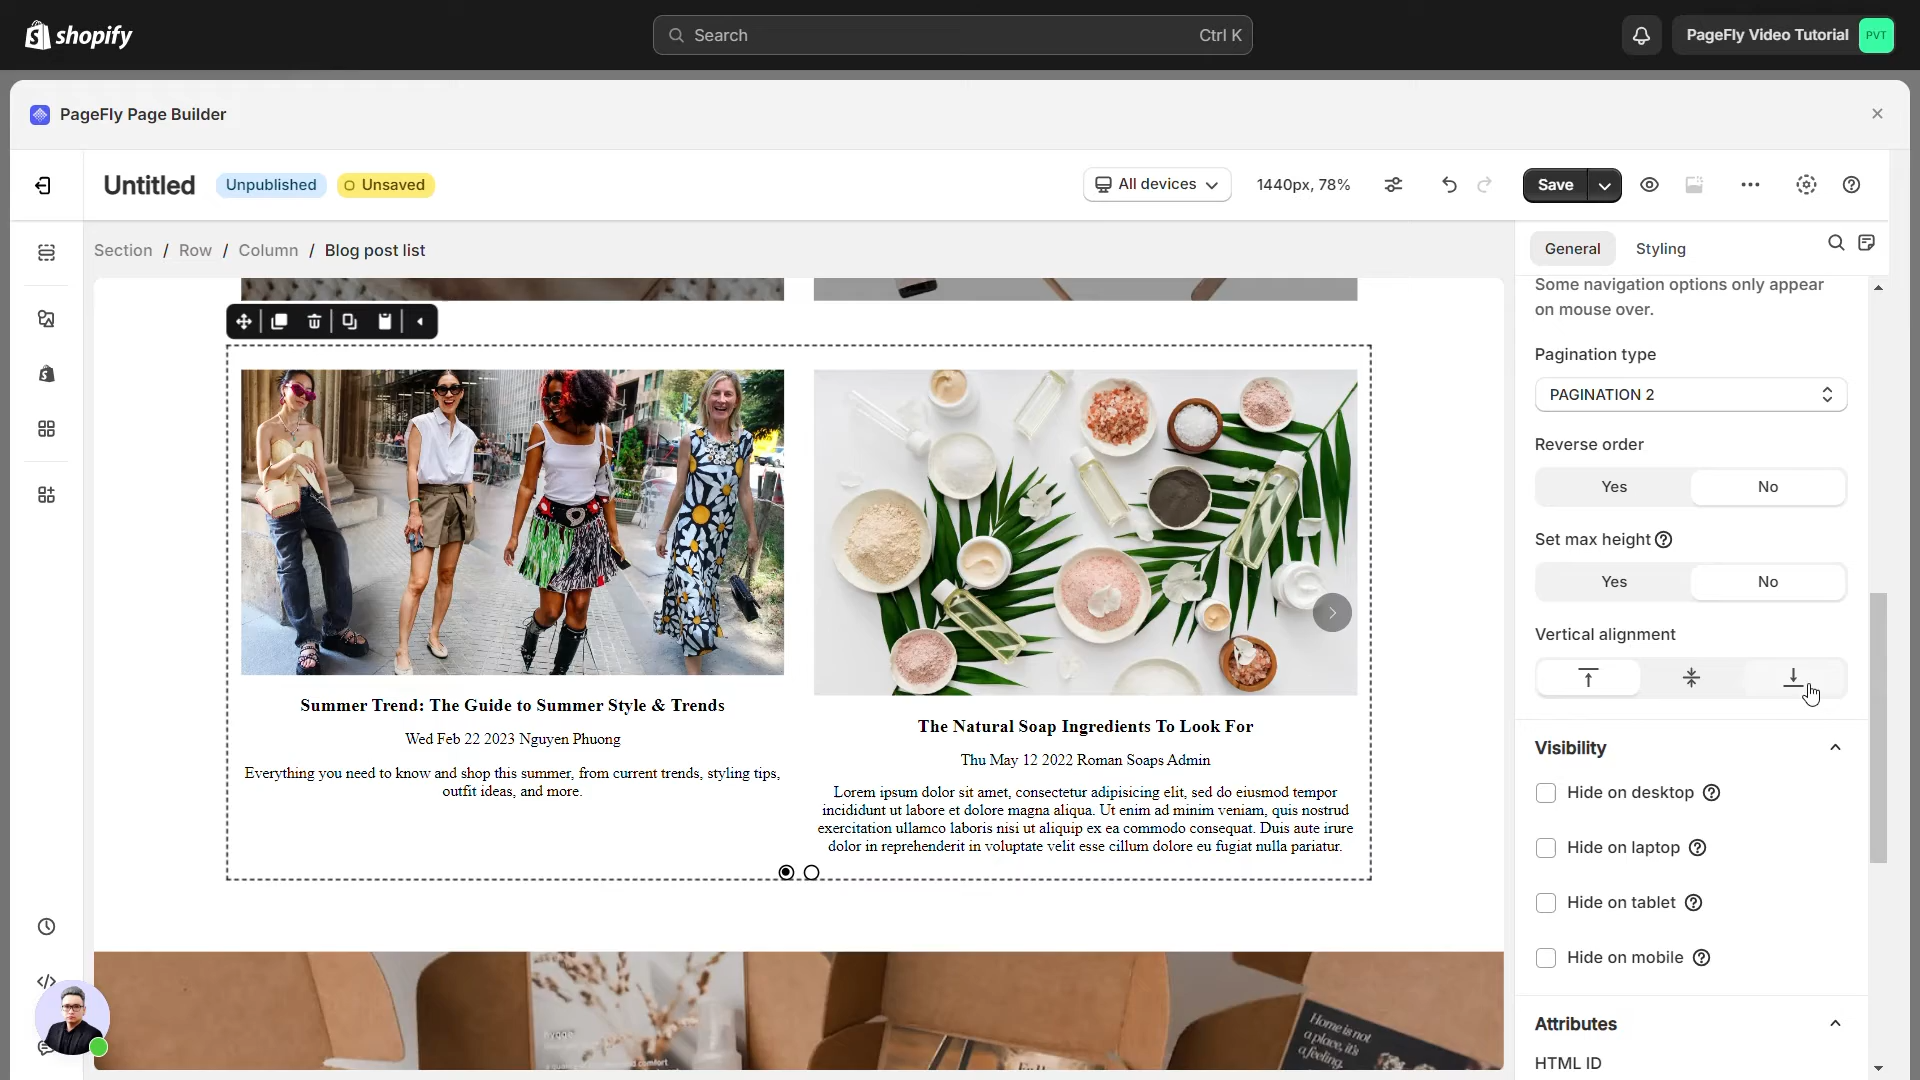 shopify
Search
Ctrl K
PageFly Video Tutorial
PVT
PageFly Page Builder
Untitled
Unpublished
Unsaved
All devices
1440px, 78%
Save
Section / Row / Column / Blog post list
General
Styling
Some navigation options only appear
on mouse over.
Pagination type
PAGINATION 2
Reverse order
Yes
No
Set max height
Yes
No
Vertical alignment
Summer Trend: The Guide to Summer Style & Trends
Wed Feb 22 2023 Nguyen Phuong
Everything you need to know and shop this summer, from current trends, styling tips,
outfit ideas, and more.
The Natural Soap Ingredients To Look For
Thu May 12 2022 Roman Soaps Admin
Lorem ipsum dolor sit amet, consectetur adipisicing elit, sed do eiusmod tempor
incididunt ut labore et dolore magna aliqua. Ut enim ad minim veniam, quis nostrud
exercitation ullamco laboris nisi ut aliquip ex ea commodo consequat. Duis aute irure
dolor in reprehenderit in voluptate velit esse cillum dolore eu fugiat nulla pariatur.
Visibility
Hide on desktop
Hide on laptop
Hide on tablet
Hide on mobile
Attributes
HTML ID
Home is not
a place, it's
a feeling.